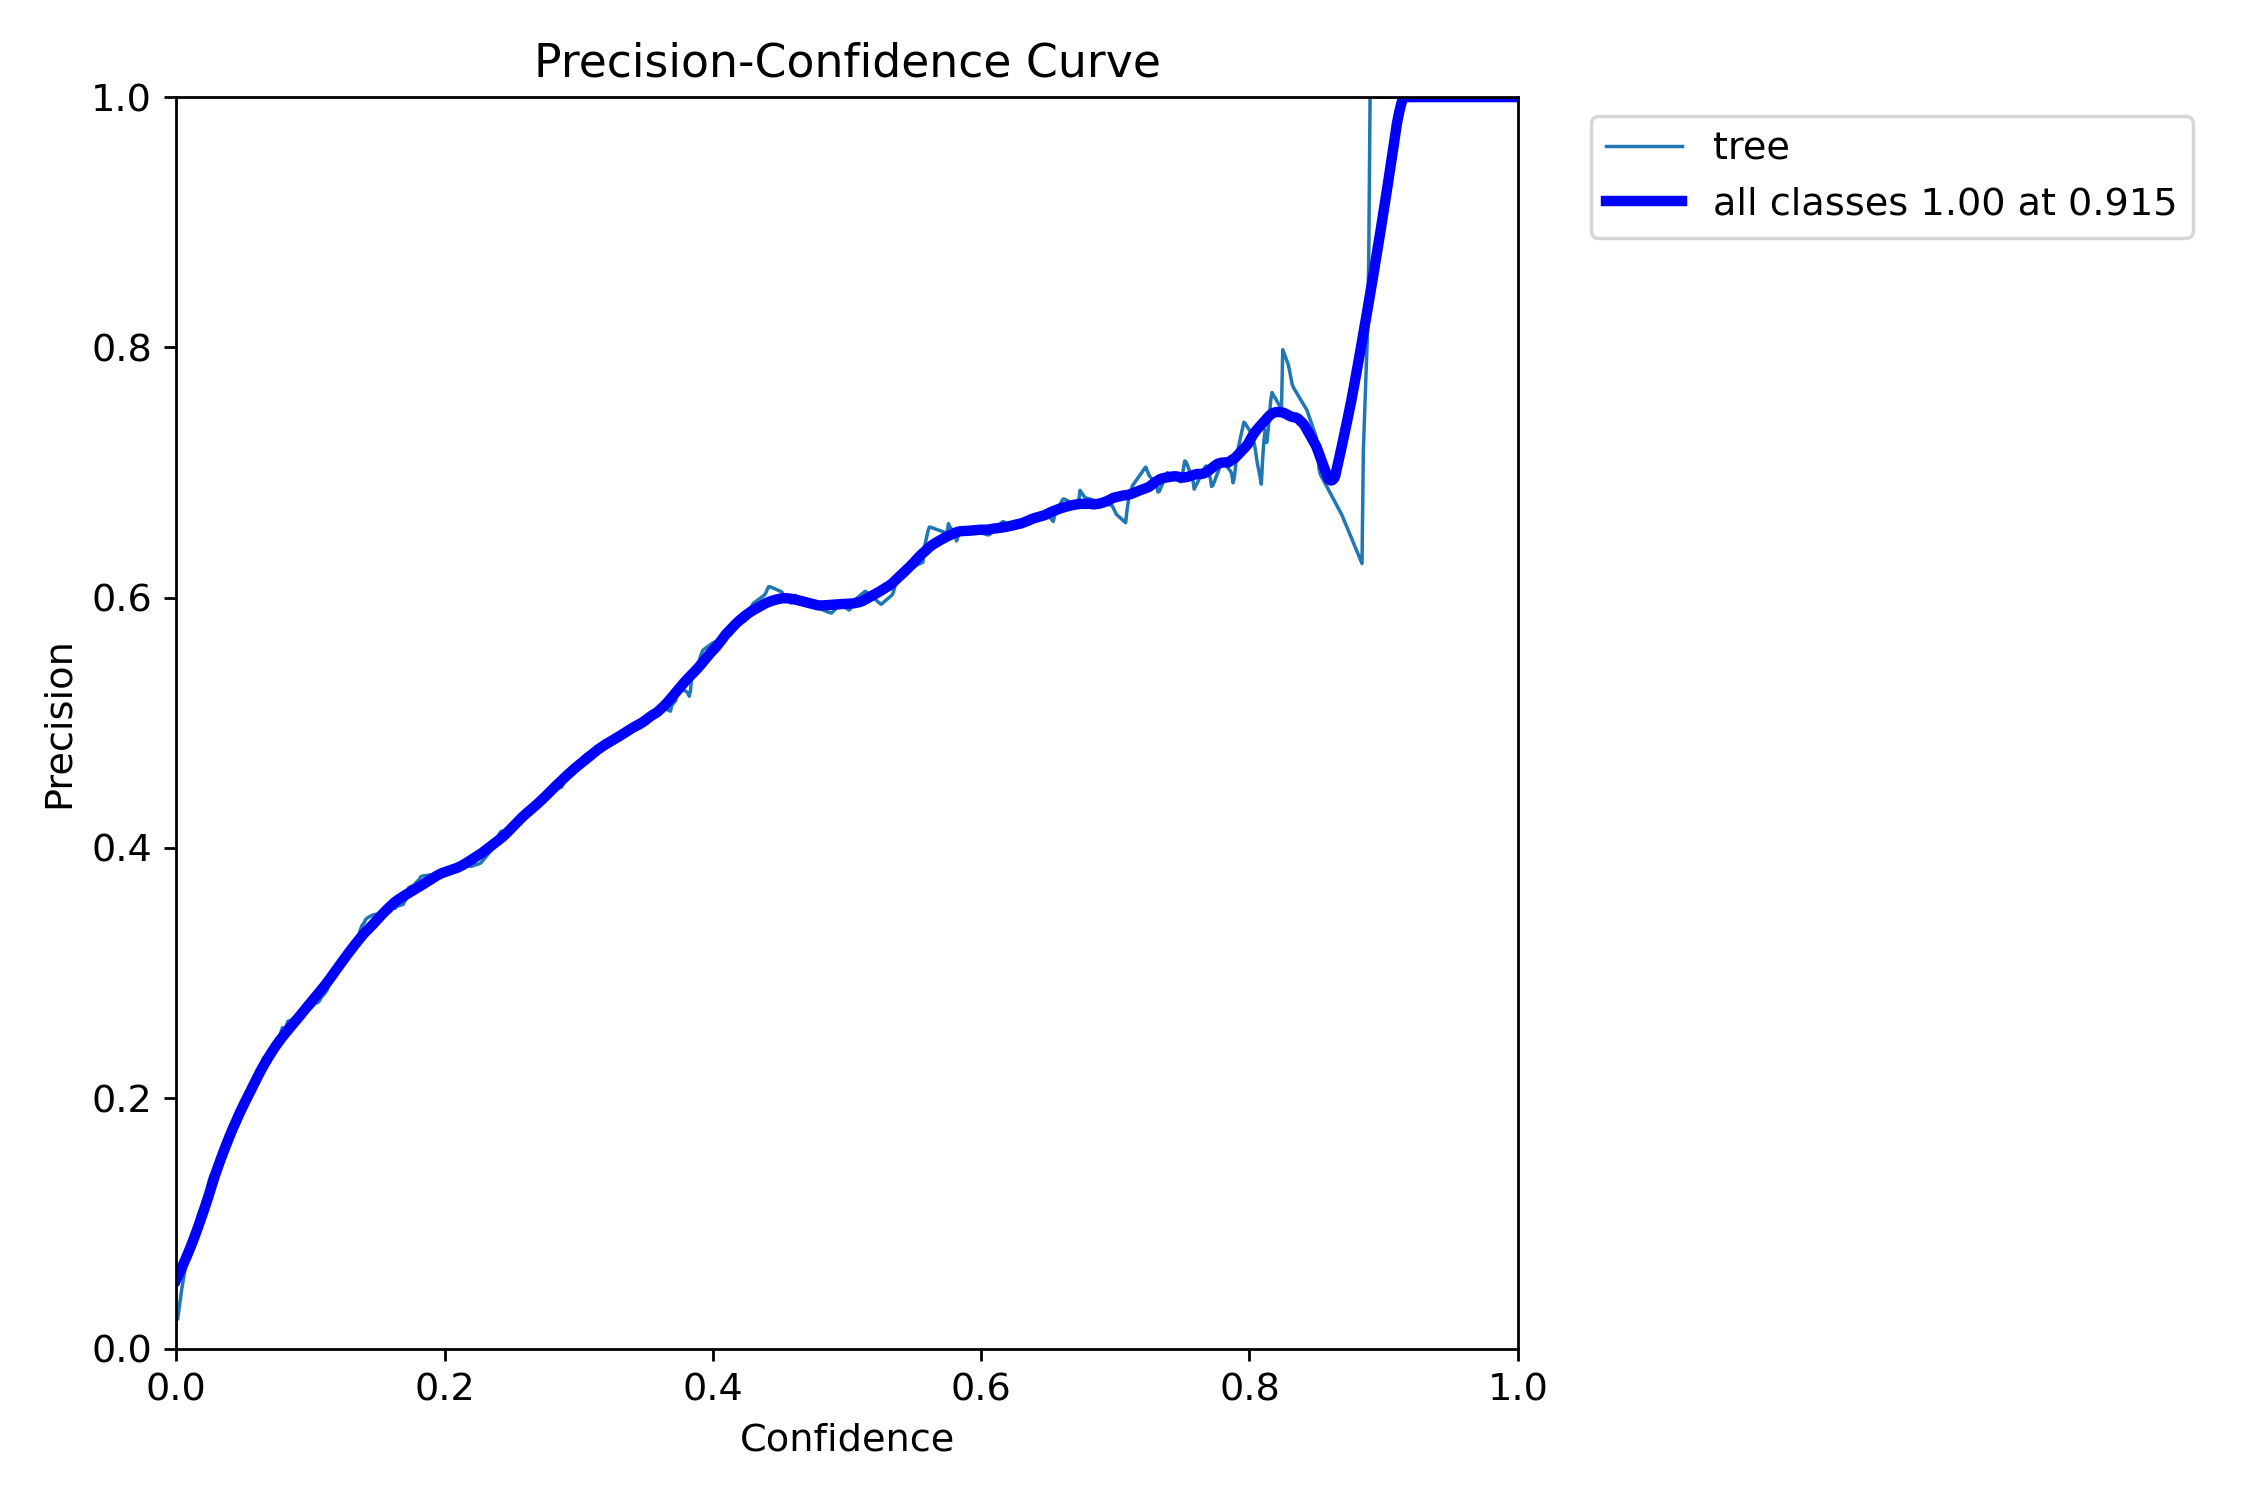 Precision-Confidence Curve
1.0
0.8
0.6
0.4
0.2
0.0
Precision
0.0 0.2 0.4 0.6 0.8 1.0
Confidence
tree
all classes 1.00 at 0.915